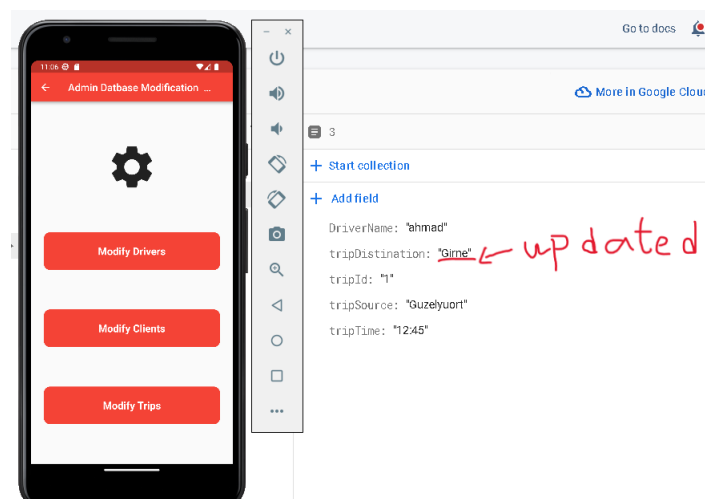 11:06
Admin Datbase Modification ...
Modify Drivers
Modify Clients
Modify Trips
Go to docs
More in Google Clou
3
+ Start collection
+ Add field
DriverName: "ahmad"
tripDistination: "Girne" updated
tripId: "1"
tripSource: "Guzelyuort"
tripTime: "12:45"